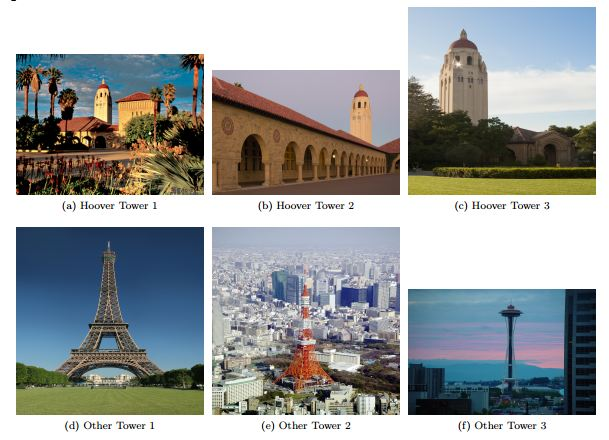 (a) Hoover Tower 1
(b) Hoover Tower 2
(c) Hoover Tower 3
(d) Other Tower 1
(e) Other Tower 2
(f) Other Tower 3